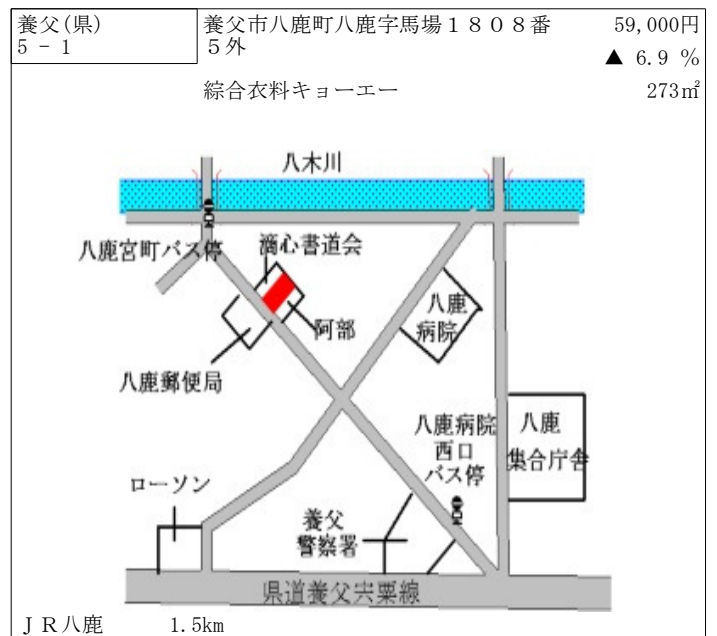 養父(県)
5 - 1
養父市八鹿町八鹿字馬場１８０８番
５外
59,000円
▲ 6.9 %
綜合衣料キョーエー
273㎡
八木川
八鹿宮町バス停
滴心書道会
阿部
八鹿
病院
八鹿郵便局
八鹿病院
西口
バス停
八鹿
集合庁舎
ローソン
養父
警察署
県道養父宍粟線
ＪＲ八鹿 1.5km